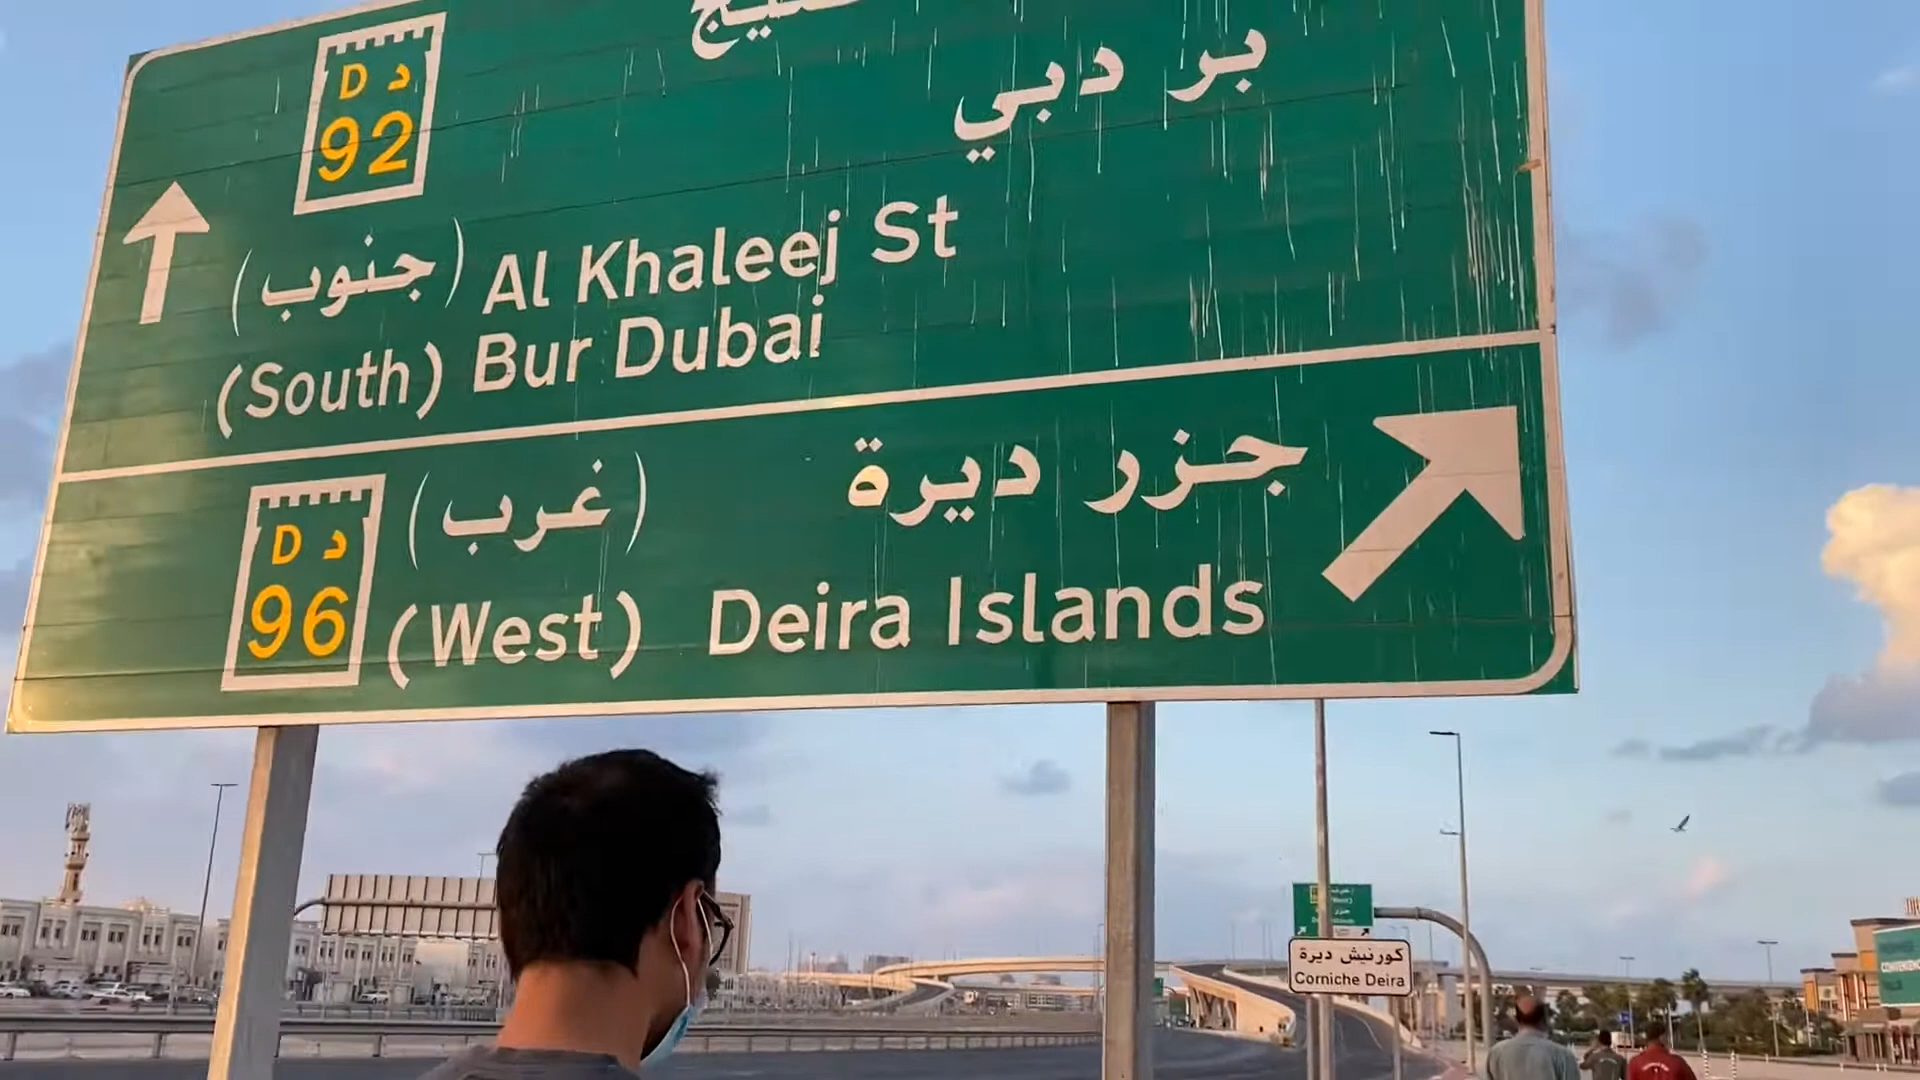 D د
92
بر دبي
(جنوب) Al Khaleej St
(South) Bur Dubai
D د
96
(غرب) جزر ديرة
(West) Deira Islands
كورنيش ديرة
Corniche Deira